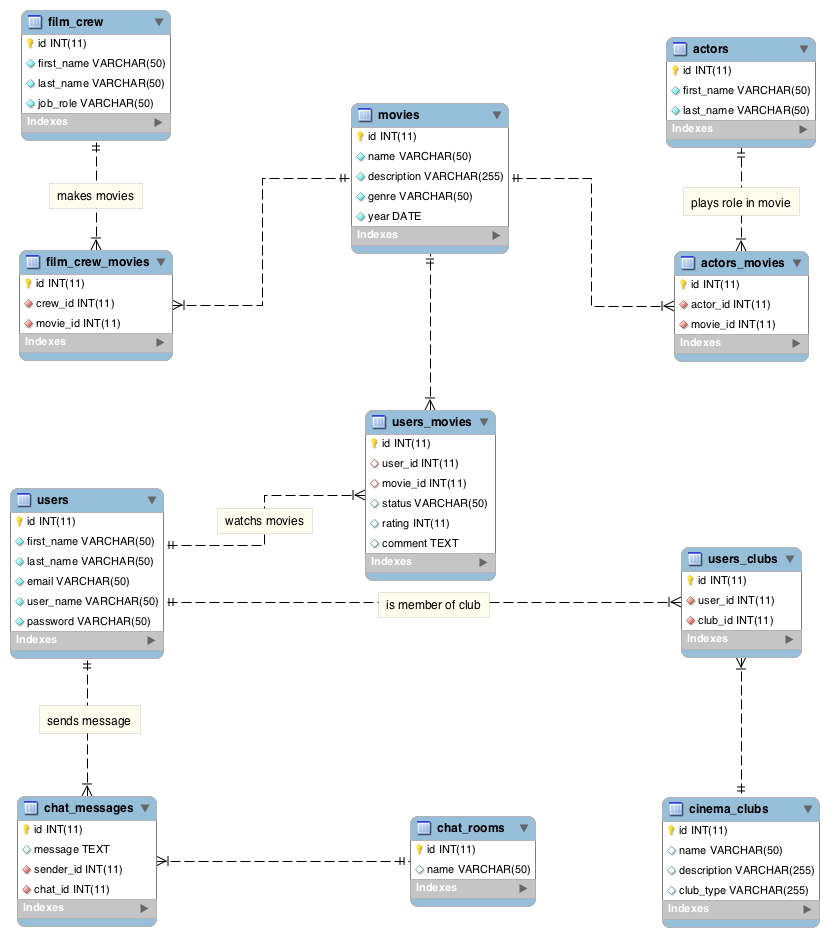 film_crew
id INT(11)
first_name VARCHAR(50)
last_name VARCHAR(50)
job_role VARCHAR(50)
Indexes
actors
id INT(11)
first_name VARCHAR(50)
last_name VARCHAR(50)
Indexes
movies
id INT(11)
name VARCHAR(50)
description VARCHAR(255)
genre VARCHAR(50)
year DATE
Indexes
makes movies
plays role in movie
film_crew_movies
id INT(11)
crew_id INT(11)
movie_id INT(11)
Indexes
actors_movies
id INT(11)
actor_id INT(11)
movie_id INT(11)
Indexes
users_movies
id INT(11)
user_id INT(11)
movie_id INT(11)
status VARCHAR(50)
rating INT(11)
comment TEXT
Indexes
users
id INT(11)
first_name VARCHAR(50)
last_name VARCHAR(50)
email VARCHAR(50)
user_name VARCHAR(50)
password VARCHAR(50)
Indexes
watchs movies
is member of club
users_clubs
id INT(11)
user_id INT(11)
club_id INT(11)
Indexes
sends message
chat_messages
id INT(11)
message TEXT
sender_id INT(11)
chat_id INT(11)
Indexes
chat_rooms
id INT(11)
name VARCHAR(50)
Indexes
cinema_clubs
id INT(11)
name VARCHAR(50)
description VARCHAR(255)
club_type VARCHAR(255)
Indexes